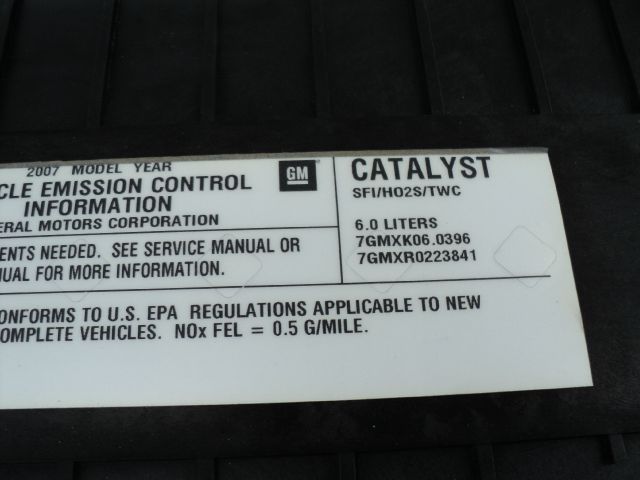 2007 MODEL YEAR
CLE EMISSION CONTROL
INFORMATION
ERAL MOTORS CORPORATION
GM
CATALYST
SFI/HO2S/TWC
6.0 LITERS
7GMXK06.0396
7GMXR0223841
ENTS NEEDED. SEE SERVICE MANUAL OR
NUAL FOR MORE INFORMATION.
ONFORMS TO U.S. EPA REGULATIONS APPLICABLE TO NEW
OMPLETE VEHICLES. NOx FEL = 0.5 G/MILE.